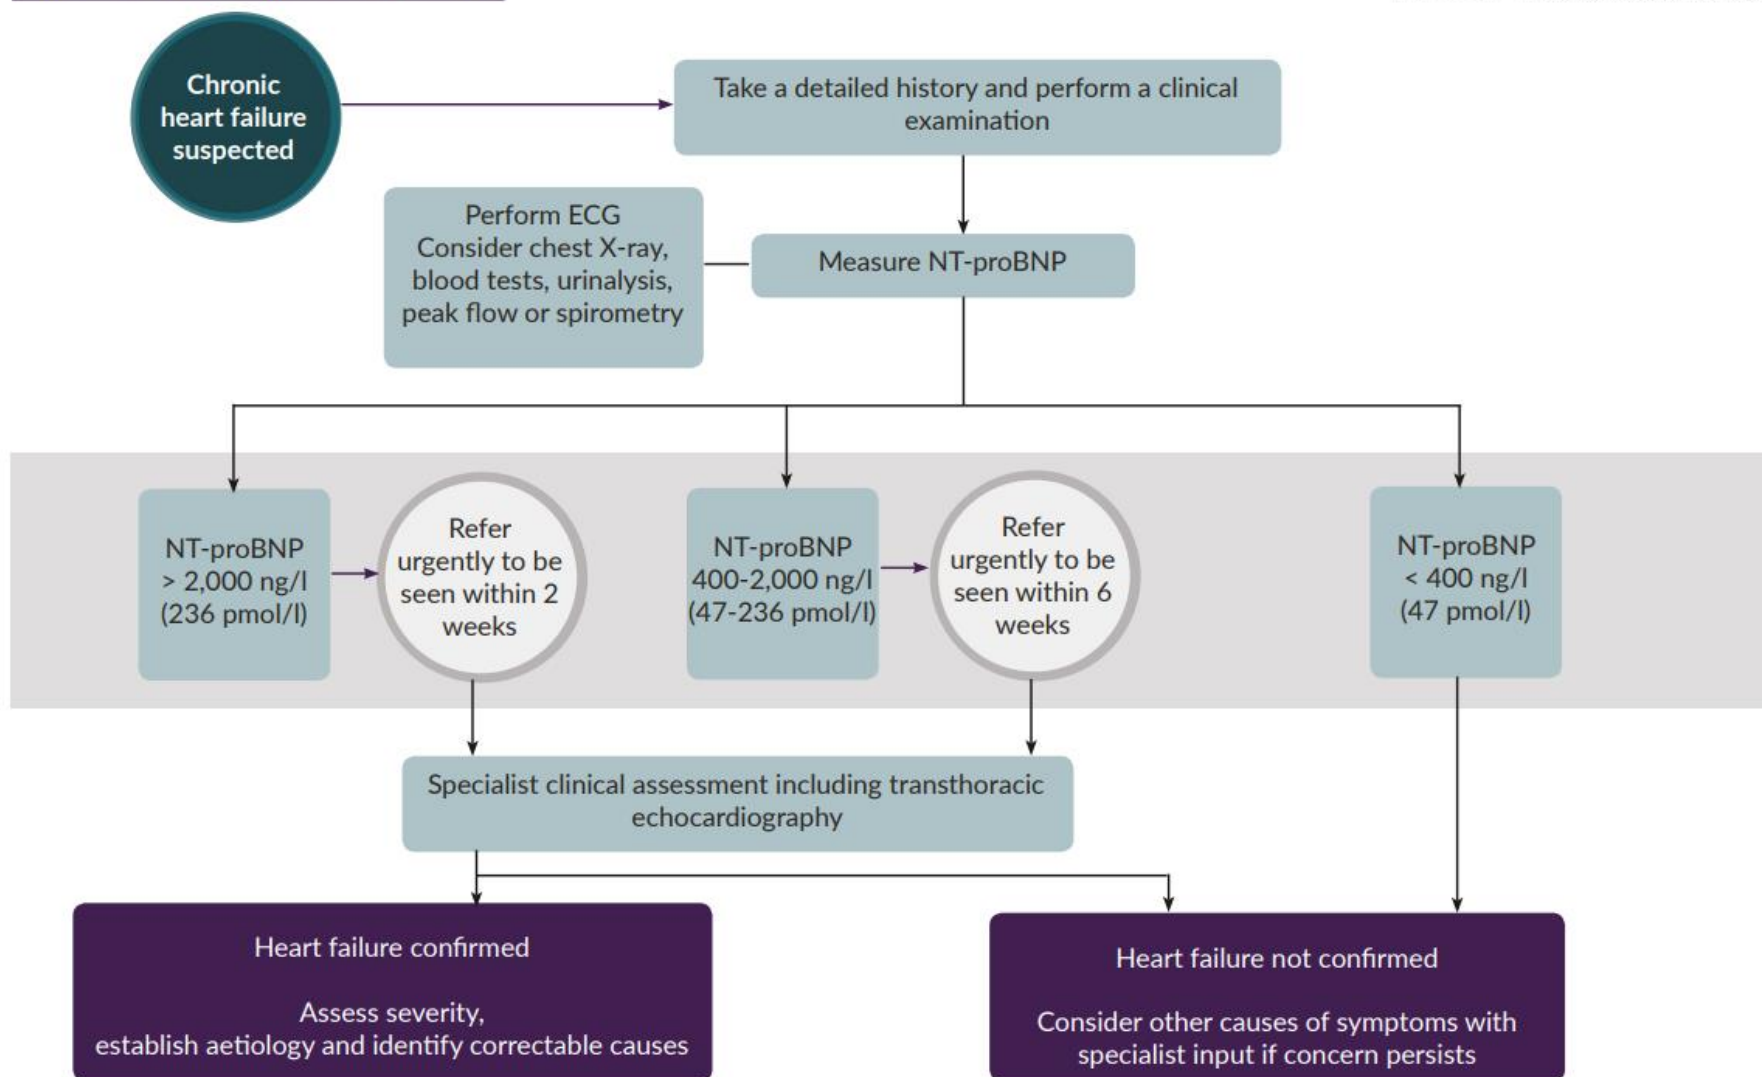 Chronic
heart failure
suspected
Take a detailed history and perform a clinical
examination
Perform ECG
Consider chest X-ray,
blood tests, urinalysis,
peak flow or spirometry
Measure NT-proBNP
NT-proBNP
> 2,000 ng/l
(236 pmol/l)
Refer
urgently to be
seen within 2
weeks
NT-proBNP
400-2,000 ng/l
(47-236 pmol/l)
Refer
urgently to be
seen within 6
weeks
NT-proBNP
< 400 ng/l
(47 pmol/l)
Specialist clinical assessment including transthoracic
echocardiography
Heart failure confirmed
Assess severity,
establish aetiology and identify correctable causes
Heart failure not confirmed
Consider other causes of symptoms with
specialist input if concern persists